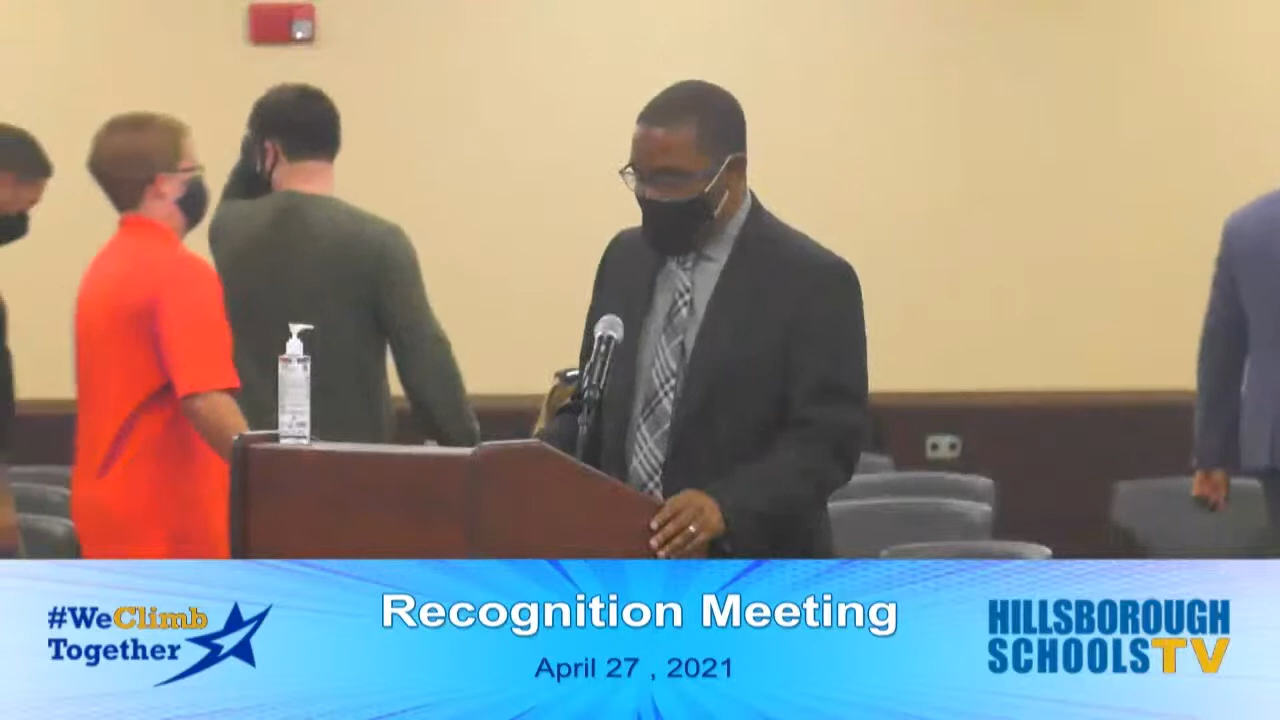 #WeClimb
Together
Recognition Meeting
April 27 , 2021
HILLSBOROUGH
SCHOOLSTV